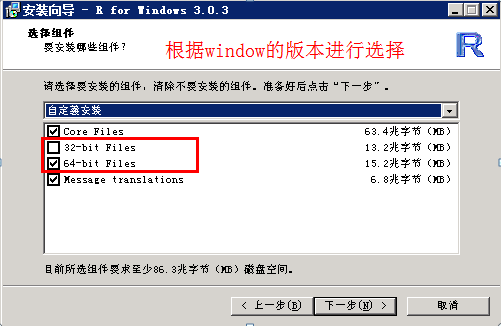 安装向导 - R for Windows 3.0.3
选择组件
要安装哪些组件?
根据window的版本进行选择
R
请选择要安装的组件，清除不要安装的组件。准备好后点击“下一步”。
自定义安装
Core Files 63.4兆字节（MB）
32-bit Files 13.2兆字节（MB）
64-bit Files 15.2兆字节（MB）
Message translations 6.8兆字节（MB）
目前所选组件要求至少86.3兆字节（MB）磁盘空间。
< 上一步(B) 下一步(N) > 取消